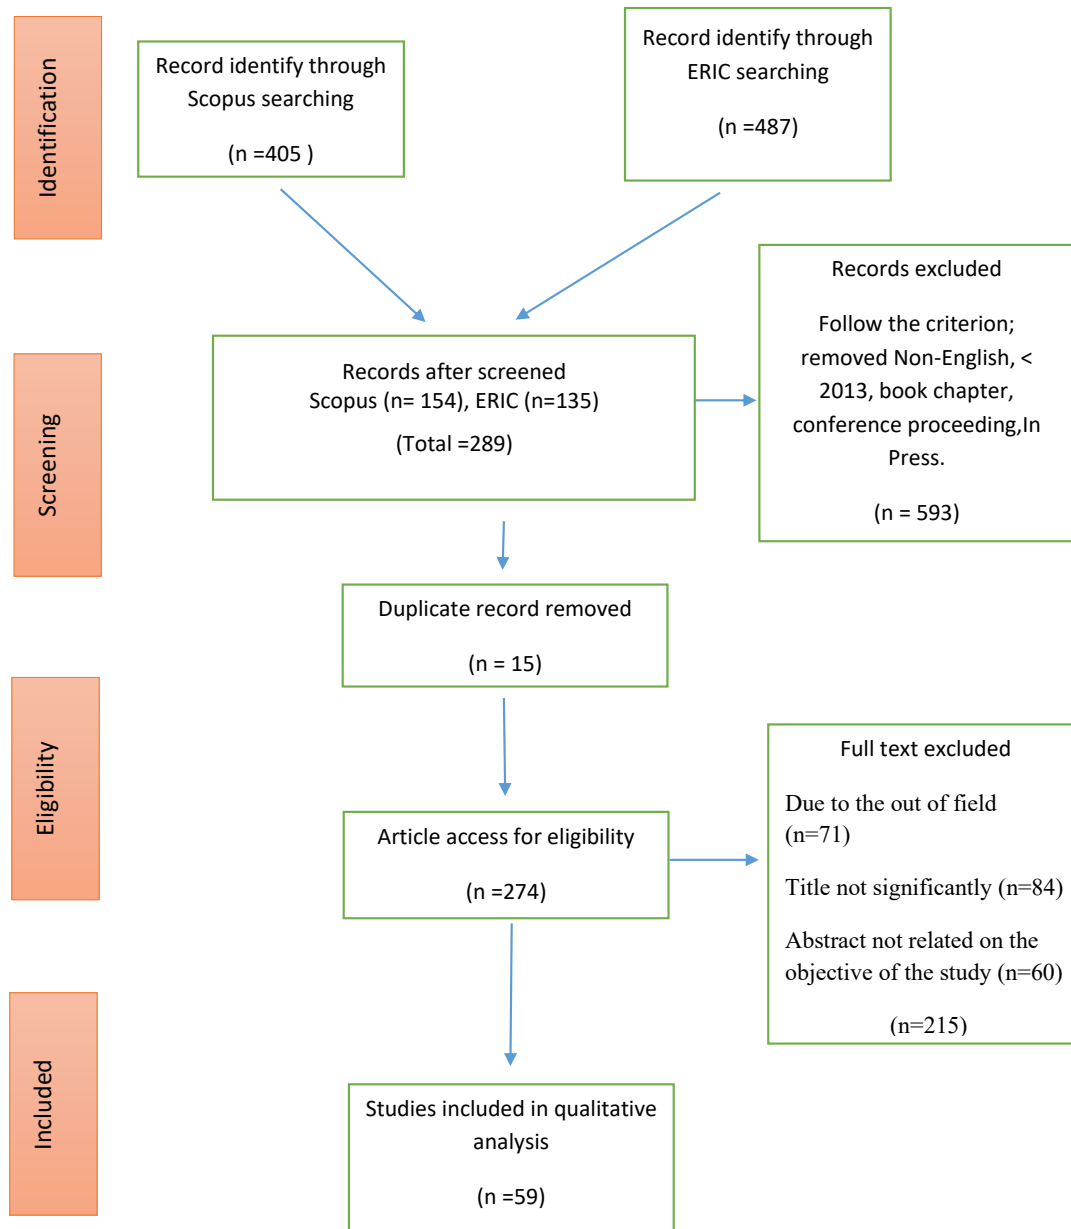 Identification
Record identify through
Scopus searching
(n =405 )
Record identify through
ERIC searching
(n =487)
Screening
Records after screened
Scopus (n= 154), ERIC (n=135)
(Total =289)
Records excluded
Follow the criterion;
removed Non-English, <
2013, book chapter,
conference proceeding,In
Press.
(n = 593)
Duplicate record removed
(n = 15)
Eligibility
Article access for eligibility
(n =274)
Full text excluded
Due to the out of field
(n=71)
Title not significantly (n=84)
Abstract not related on the
objective of the study (n=60)
(n=215)
Included
Studies included in qualitative
analysis
(n =59)